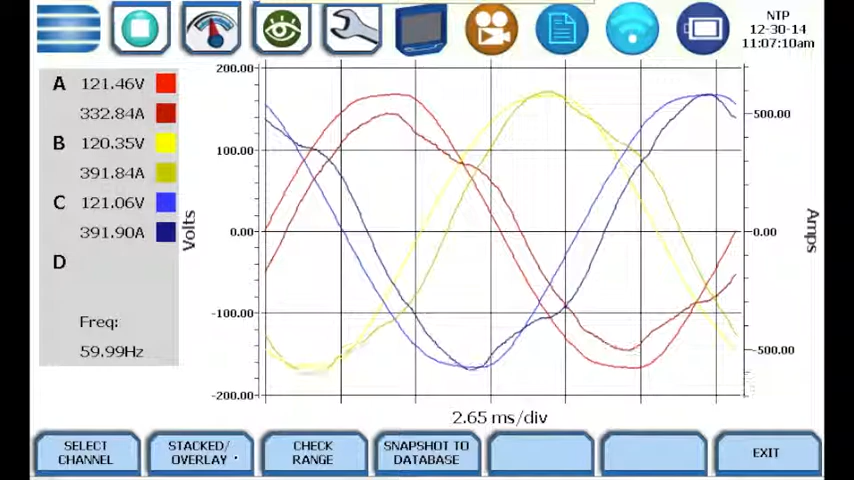 NTP
12-30-14
11:07:10am
A 121.46V
332.84A
B 120.35V
391.84A
C 121.06V
391.90A
D
Freq:
59.99Hz
Volts
200.00
100.00
0.00
-100.00
-200.00
500.00
0.00
-500.00
Amps
2.65 ms/div
SELECT
CHANNEL
STACKED/
OVERLAY
CHECK
RANGE
SNAPSHOT TO
DATABASE
EXIT